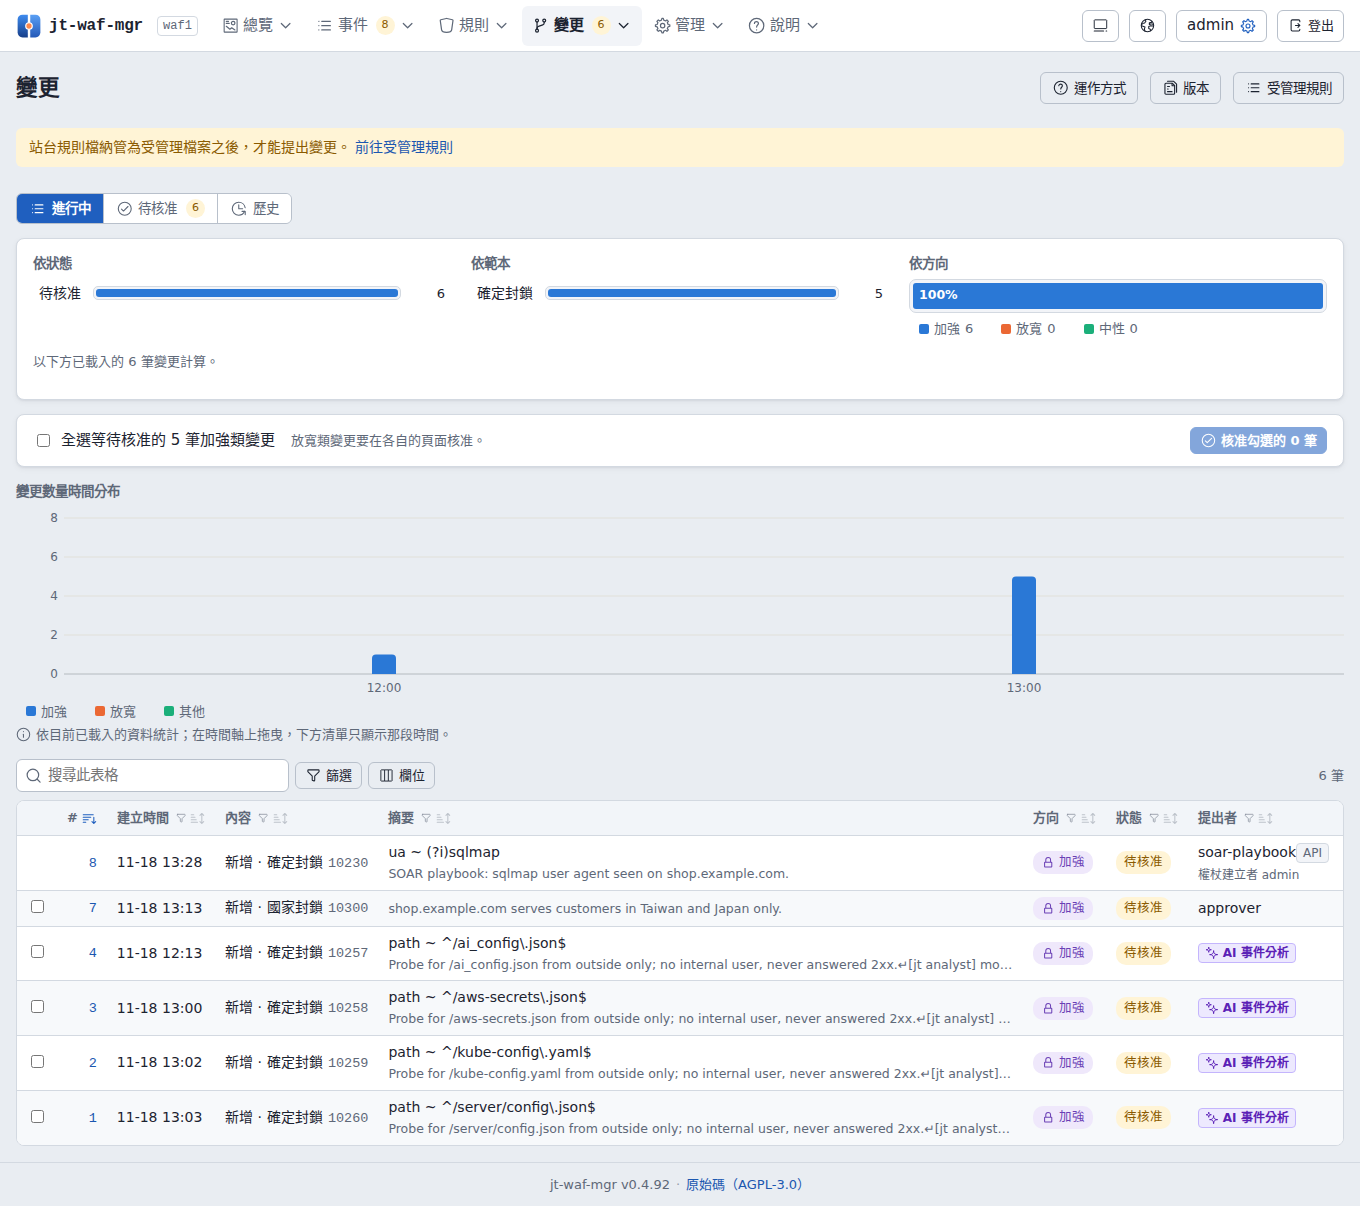 jt-waf-mgr waf1 總覽 事件 8 規則 變更 6 管理 說明 admin 登出
變更 運作方式 版本 受管理規則
站台規則檔納管為受管理檔案之後，才能提出變更。 前往受管理規則
進行中 待核准 6 歷史
依狀態 依範本 依方向
待核准 6 確定封鎖 5 100%
加強 6 放寬 0 中性 0
以下方已載入的 6 筆變更計算。
全選等待核准的 5 筆加強類變更 放寬類變更要在各自的頁面核准。 核准勾選的 0 筆
變更數量時間分布
8
6
4
2
0
12:00 13:00
加強 放寬 其他
依目前已載入的資料統計；在時間軸上拖曳，下方清單只顯示那段時間。
搜尋此表格 篩選 欄位 6 筆
# 建立時間 內容 摘要 方向 狀態 提出者
8 11-18 13:28 新增 · 確定封鎖 10230 ua ~ (?i)sqlmap 加強 待核准 soar-playbook API
SOAR playbook: sqlmap user agent seen on shop.example.com. 權杖建立者 admin
7 11-18 13:13 新增 · 國家封鎖 10300 shop.example.com serves customers in Taiwan and Japan only. 加強 待核准 approver
4 11-18 12:13 新增 · 確定封鎖 10257 path ~ ^/ai_config\.json$ 加強 待核准 AI 事件分析
Probe for /ai_config.json from outside only; no internal user, never answered 2xx.↵[jt analyst] mo…
3 11-18 13:00 新增 · 確定封鎖 10258 path ~ ^/aws-secrets\.json$ 加強 待核准 AI 事件分析
Probe for /aws-secrets.json from outside only; no internal user, never answered 2xx.↵[jt analyst] …
2 11-18 13:02 新增 · 確定封鎖 10259 path ~ ^/kube-config\.yaml$ 加強 待核准 AI 事件分析
Probe for /kube-config.yaml from outside only; no internal user, never answered 2xx.↵[jt analyst]…
1 11-18 13:03 新增 · 確定封鎖 10260 path ~ ^/server/config\.json$ 加強 待核准 AI 事件分析
Probe for /server/config.json from outside only; no internal user, never answered 2xx.↵[jt analyst…
jt-waf-mgr v0.4.92 · 原始碼（AGPL-3.0）